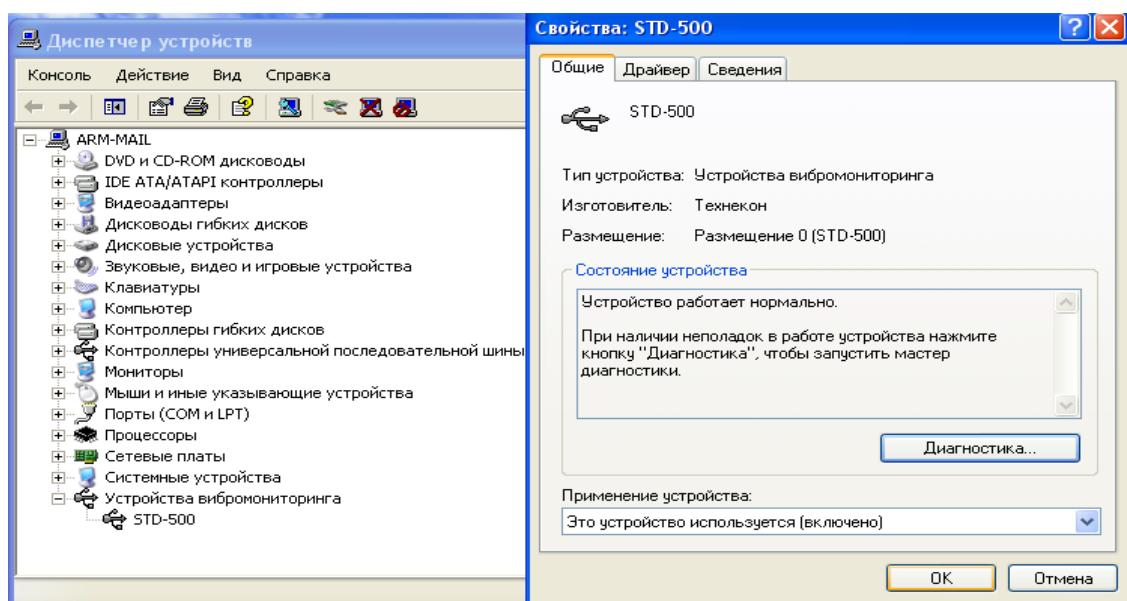 Диспетчер устройств
Консоль Действие Вид Справка
ARM-MAIL
DVD и CD-ROM дисководы
IDE ATA/ATAPI контроллеры
Видеоадаптеры
Дисководы гибких дисков
Дисковые устройства
Звуковые, видео и игровые устройства
Клавиатуры
Компьютер
Контроллеры гибких дисков
Контроллеры универсальной последовательной шины
Мониторы
Мыши и иные указывающие устройства
Порты (COM и LPT)
Процессоры
Сетевые платы
Системные устройства
Устройства вибромониторинга
STD-500
Свойства: STD-500
Общие Драйвер Сведения
STD-500
Тип устройства: Устройства вибромониторинга
Изготовитель: Технекон
Размещение: Размещение 0 (STD-500)
Состояние устройства
Устройство работает нормально.
При наличии неполадок в работе устройства нажмите
кнопку "Диагностика", чтобы запустить мастер
диагностики.
Диагностика...
Применение устройства:
Это устройство используется (включено)
OK Отмена